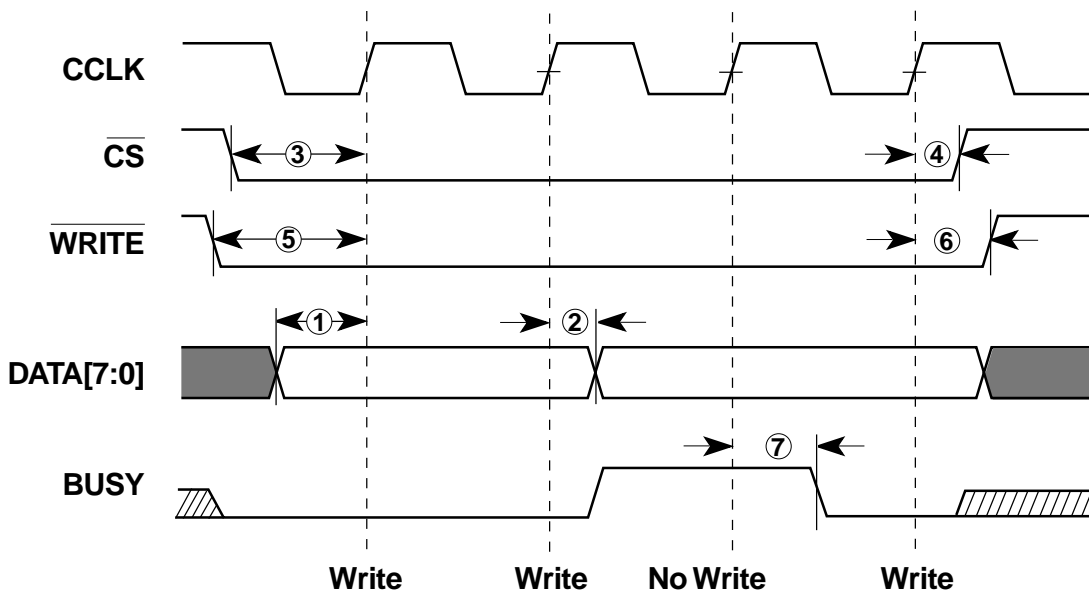 CCLK
CS
③
④
WRITE
⑤
⑥
①
②
DATA[7:0]
⑦
BUSY
Write Write No Write Write